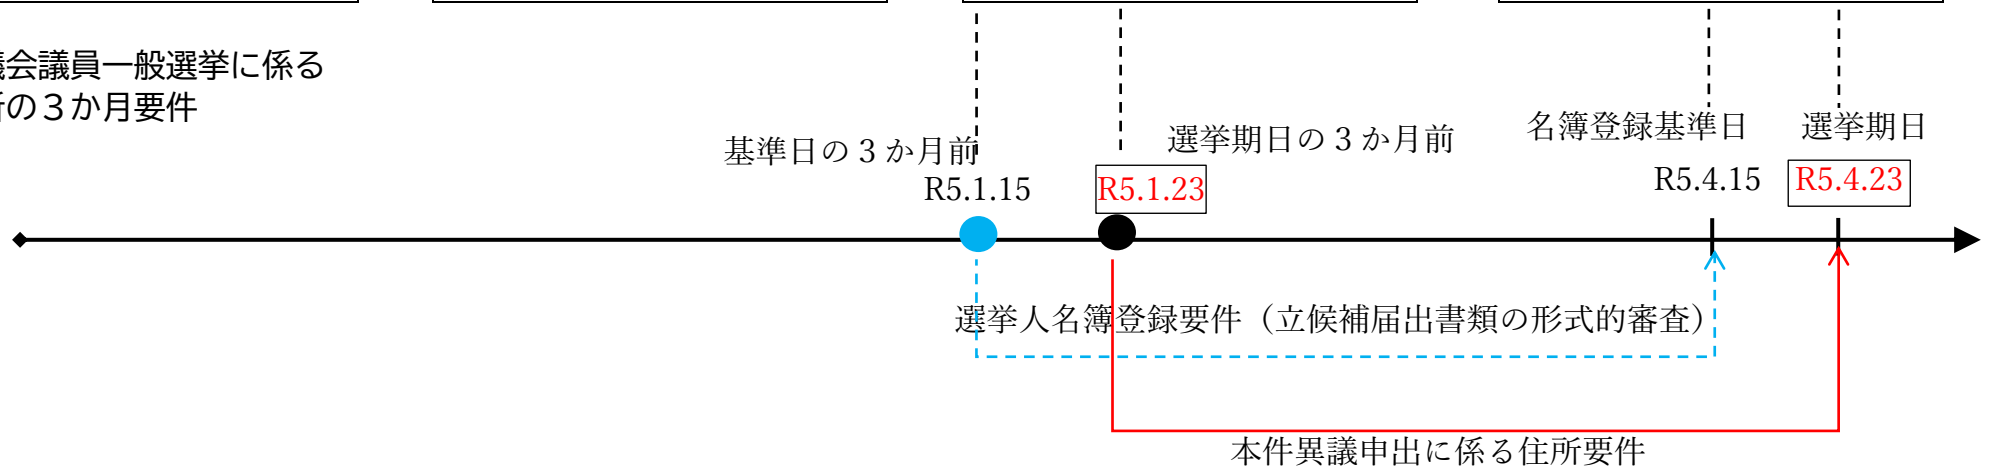 会議員一般選挙に係る
の３か月要件
基準日の３か月前
選挙期日の３か月前
名簿登録基準日
選挙期日
R5.1.15
R5.1.23
R5.4.15
R5.4.23
選挙人名簿登録要件（立候補届出書類の形式的審査）
本件異議申出に係る住所要件